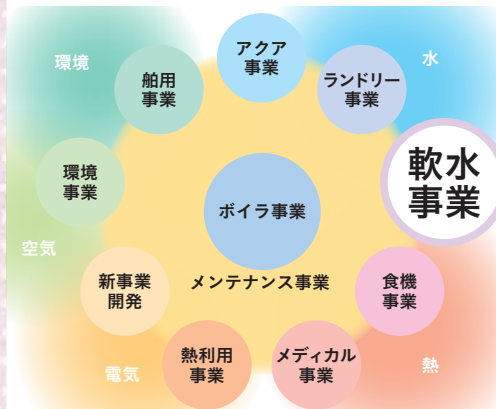 環境
水
アクア
事業
舶用
事業
ランドリー
事業
軟水
事業
環境
事業
ボイラ事業
空気
メンテナンス事業
新事業
開発
食機
事業
電気
熱利用
事業
メディカル
事業
熱